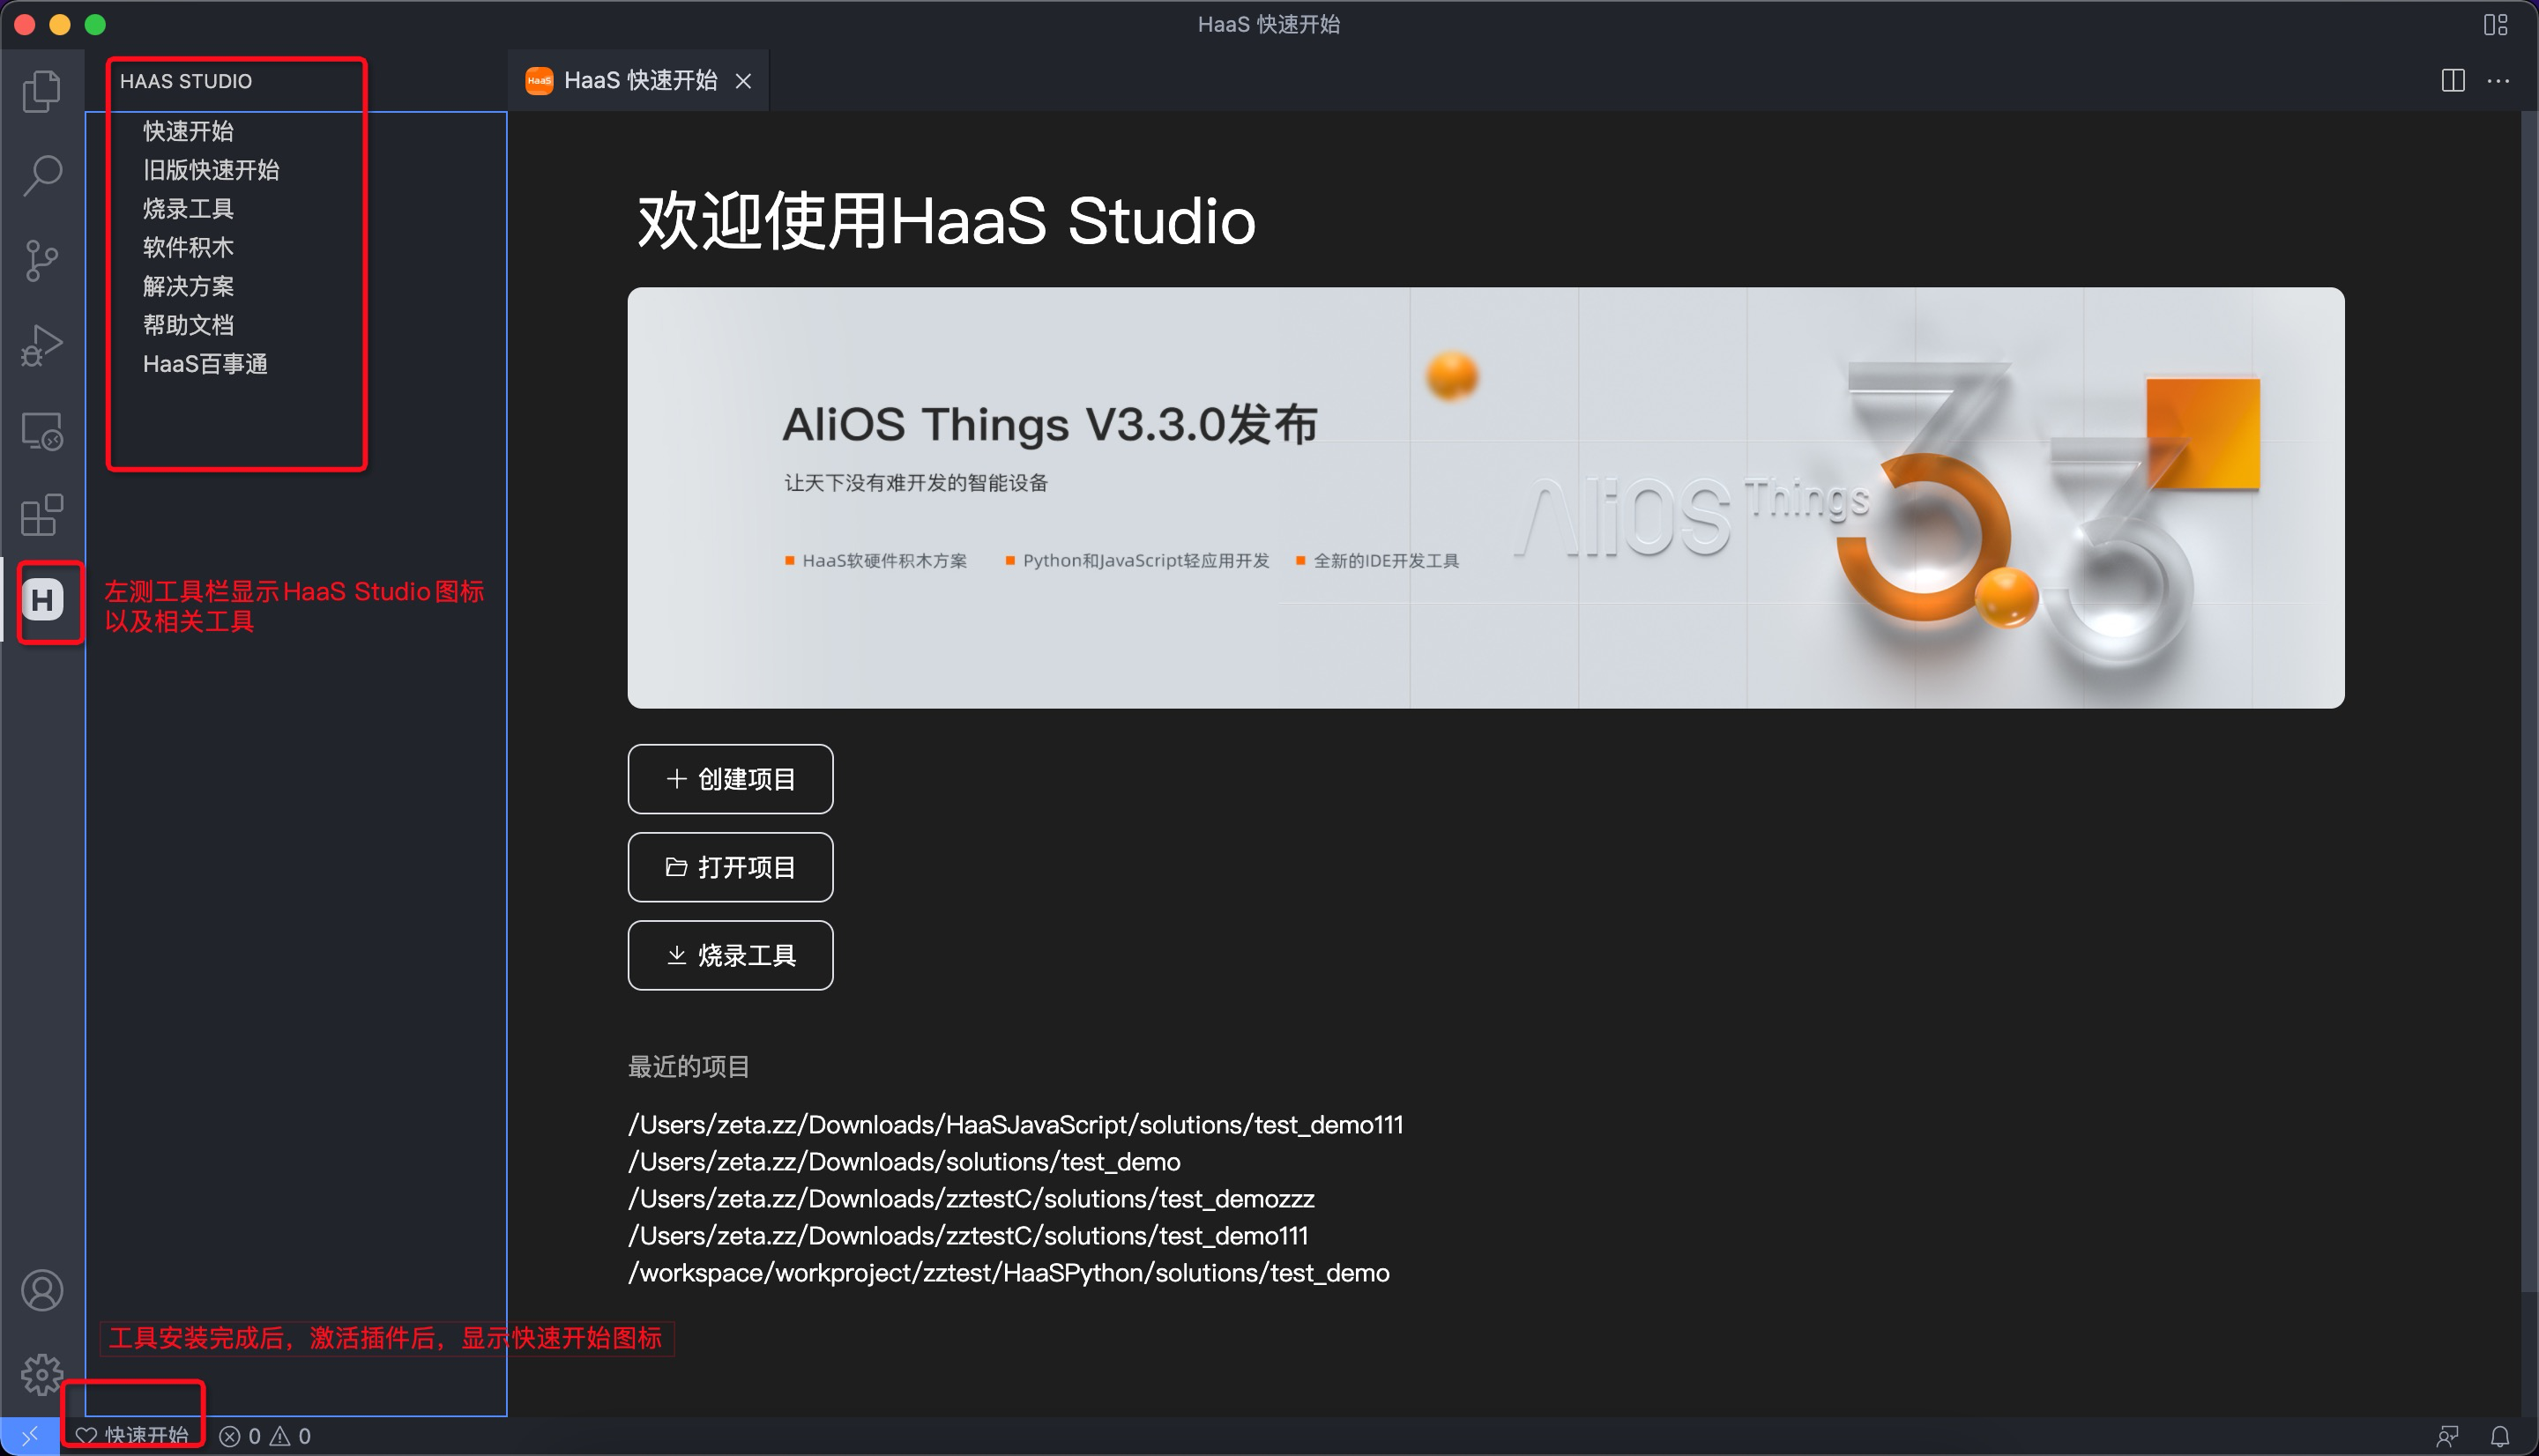 HaaS 快速开始
HAAS STUDIO
快速开始
旧版快速开始
烧录工具
软件积木
解决方案
帮助文档
HaaS百事通
H
左测工具栏显示HaaS Studio图标
以及相关工具
HaaS HaaS 快速开始
欢迎使用HaaS Studio
AliOS Things V3.3.0发布
让天下没有难开发的智能设备
HaaS软硬件积木方案 Python和JavaScript轻应用开发 全新的IDE开发工具
AliOS Things 3 3
创建项目
打开项目
烧录工具
最近的项目
/Users/zeta.zz/Downloads/HaaSJavaScript/solutions/test_demo111
/Users/zeta.zz/Downloads/solutions/test_demo
/Users/zeta.zz/Downloads/zztestC/solutions/test_demozzz
/Users/zeta.zz/Downloads/zztestC/solutions/test_demo111
/workspace/workproject/zztest/HaaSPython/solutions/test_demo
工具安装完成后，激活插件后，显示快速开始图标
快速开始 0 0